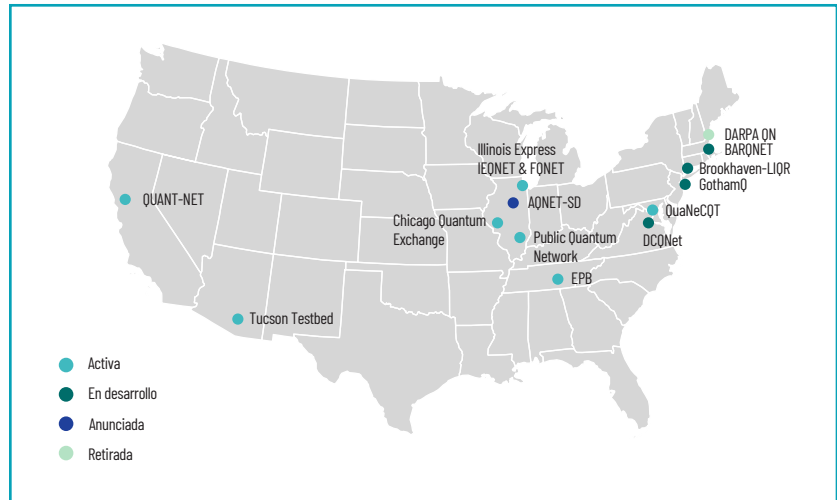 DARPA QN
BARQNET
Illinois Express
IEQNET & FQNET
Brookhaven-LIQR
GothamQ
QUANT-NET
AQNET-SD
QuaNeCQT
Chicago Quantum
Exchange
Public Quantum
Network
DCQNet
EPB
Tucson Testbed
Activa
En desarrollo
Anunciada
Retirada